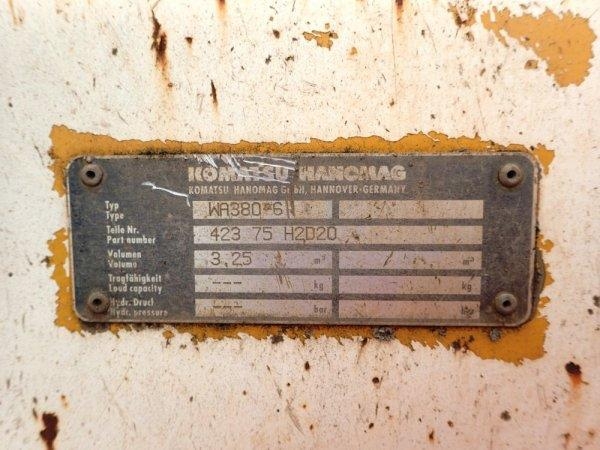 KOMATSU HANOMAG
KOMATSU HANOMAG GmbH, HANNOVER-GERMANY
Typ
Type WA380-6
Teile Nr.
Part number 423 75 H2D20
Volumen
Volume 3,25 m³ m³
Tragfähigkeit
Load capacity --- kg kg
Hydr. Druck
Hydr. pressure --- bar bar